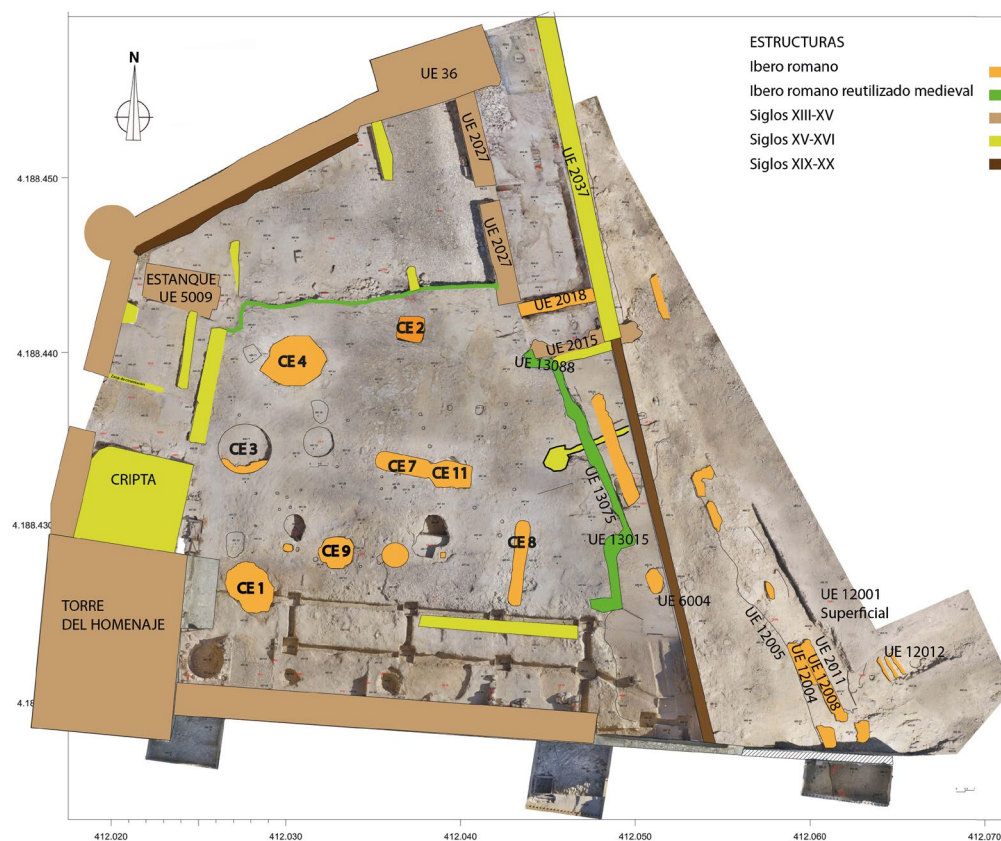 ESTRUCTURAS
Ibero romano
Ibero romano reutilizado medieval
Siglos XIII-XV
Siglos XV-XVI
Siglos XIX-XX
N
UE 36
UE 2027
UE 2037
4.188.450
UE 2027
ESTANQUE
UE 5009
UE 2018
CE 2
UE 2015
4.188.440
CE 4
UE 13088
CE 3
CE 7
CE 11
CRIPTA
UE 13075
4.188.430
CE 8
UE 13015
CE 9
CE 1
UE 6004
TORRE
DEL HOMENAJE
UE 12001
Superficial
UE 12005
UE 2011
UE 12008
UE 12004
UE 12012
4.18
412.020
412.030
412.040
412.050
412.060
412.070